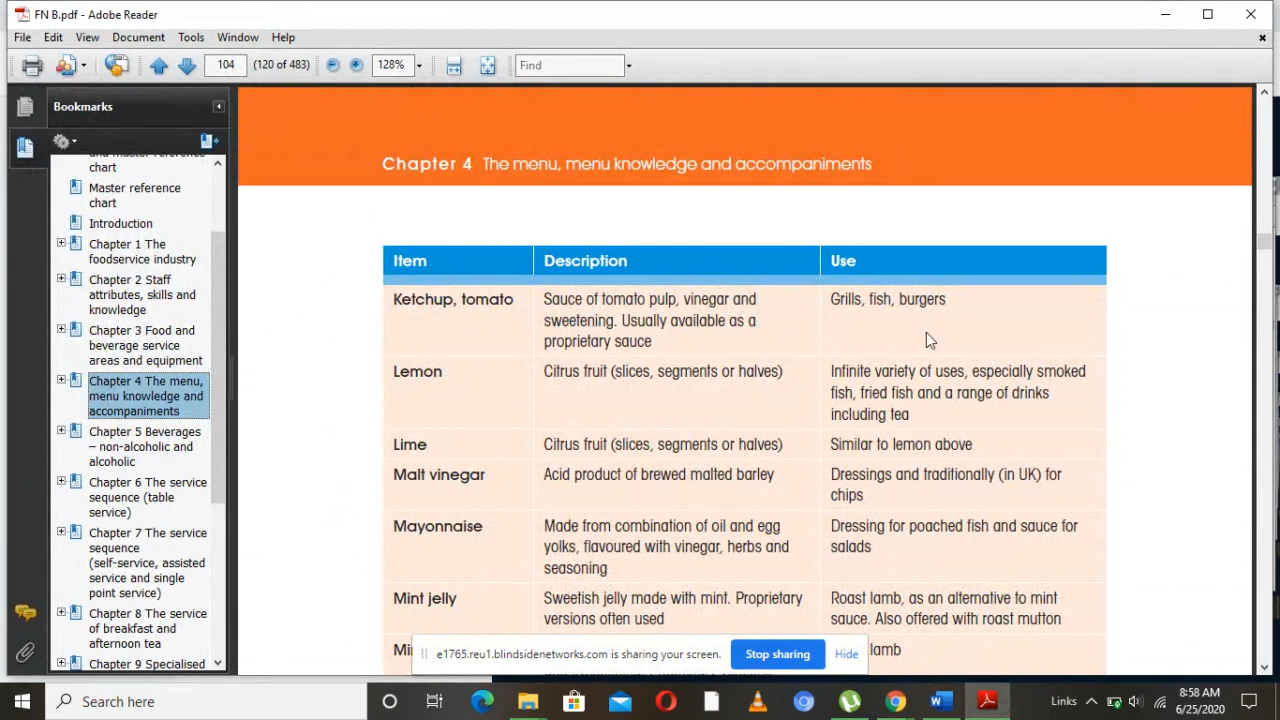 FN B.pdf - Adobe Reader
File Edit View Document Tools Window Help
104 (120 of 483) 128% Find
Bookmarks
and master reference
chart
Master reference
chart
Introduction
Chapter 1 The
foodservice industry
Chapter 2 Staff
attributes, skills and
knowledge
Chapter 3 Food and
beverage service
areas and equipment
Chapter 4 The menu,
menu knowledge and
accompaniments
Chapter 5 Beverages
– non-alcoholic and
alcoholic
Chapter 6 The service
sequence (table
service)
Chapter 7 The service
sequence
(self-service, assisted
service and single
point service)
Chapter 8 The service
of breakfast and
afternoon tea
Chapter 9 Specialised
Chapter 4 The menu, menu knowledge and accompaniments
Item Description Use
Ketchup, tomato Sauce of tomato pulp, vinegar and Grills, fish, burgers
sweetening. Usually available as a
proprietary sauce
Lemon Citrus fruit (slices, segments or halves) Infinite variety of uses, especially smoked
fish, fried fish and a range of drinks
including tea
Lime Citrus fruit (slices, segments or halves) Similar to lemon above
Malt vinegar Acid product of brewed malted barley Dressings and traditionally (in UK) for
chips
Mayonnaise Made from combination of oil and egg Dressing for poached fish and sauce for
yolks, flavoured with vinegar, herbs and salads
seasoning
Mint jelly Sweetish jelly made with mint. Proprietary Roast lamb, as an alternative to mint
versions often used sauce. Also offered with roast mutton
lamb
e1765.reu1.blindsidenetworks.com is sharing your screen. Stop sharing Hide
Search here
Links 8:58 AM
6/25/2020